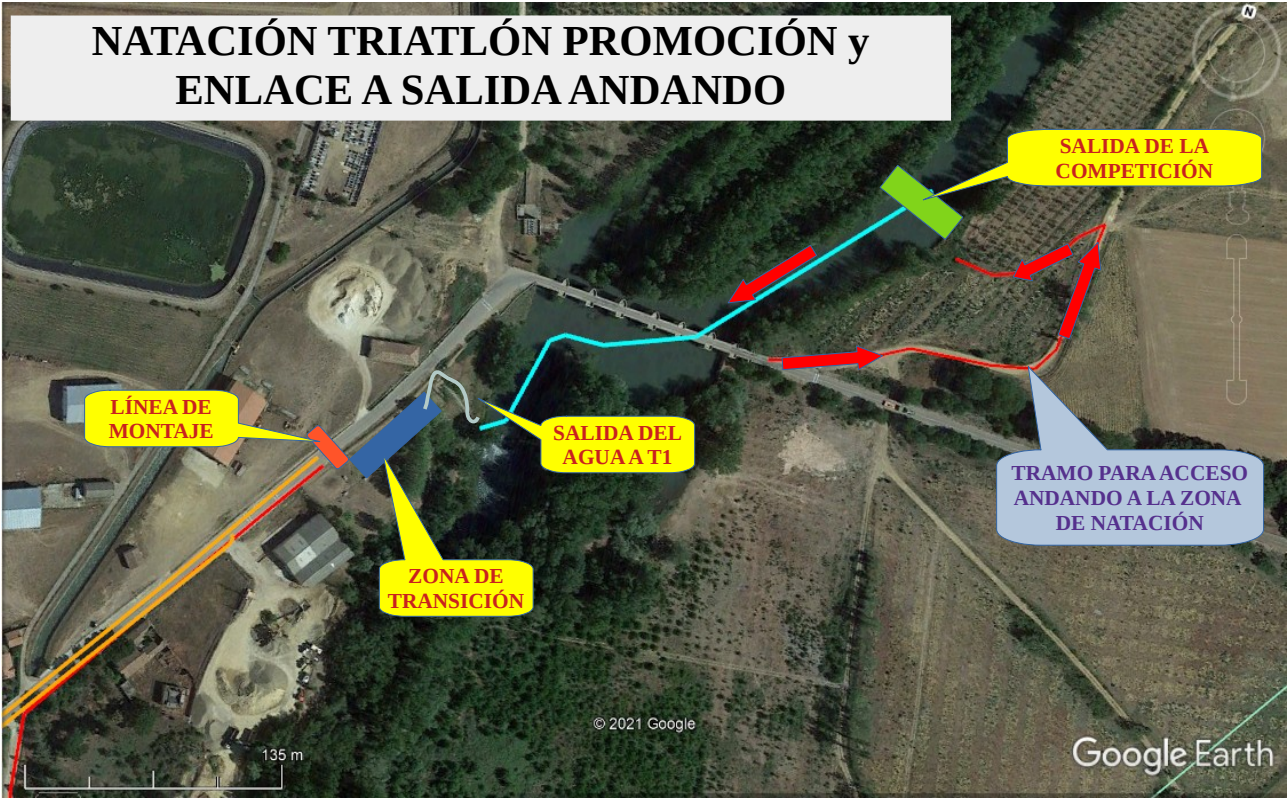 NATACIÓN TRIATLÓN PROMOCIÓN y
ENLACE A SALIDA ANDANDO
N
SALIDA DE LA
COMPETICIÓN
LÍNEA DE
MONTAJE
SALIDA DEL
AGUA A T1
TRAMO PARA ACCESO
ANDANDO A LA ZONA
DE NATACIÓN
ZONA DE
TRANSICIÓN
© 2021 Google
135 m
Google Earth